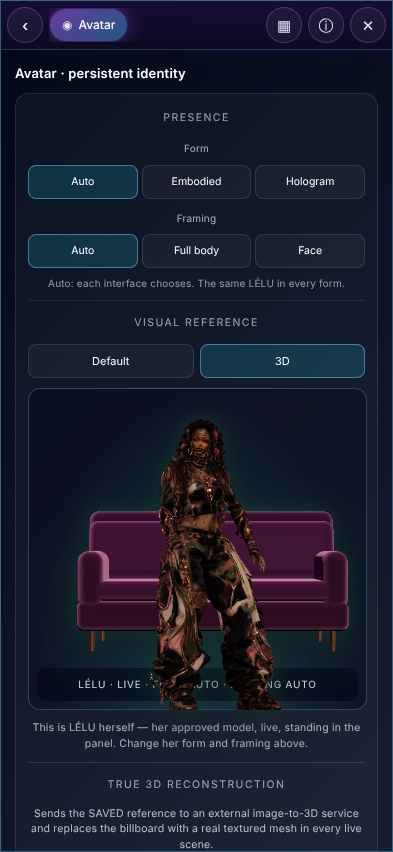 Avatar
Avatar · persistent identity
PRESENCE
Form
Auto
Embodied
Hologram
Framing
Auto
Full body
Face
Auto: each interface chooses. The same LÉLU in every form.
VISUAL REFERENCE
Default
3D
LÉLU · LIVE · AUTO · NG AUTO
This is LÉLU herself — her approved model, live, standing in the
panel. Change her form and framing above.
TRUE 3D RECONSTRUCTION
Sends the SAVED reference to an external image-to-3D service
and replaces the billboard with a real textured mesh in every live
scene.